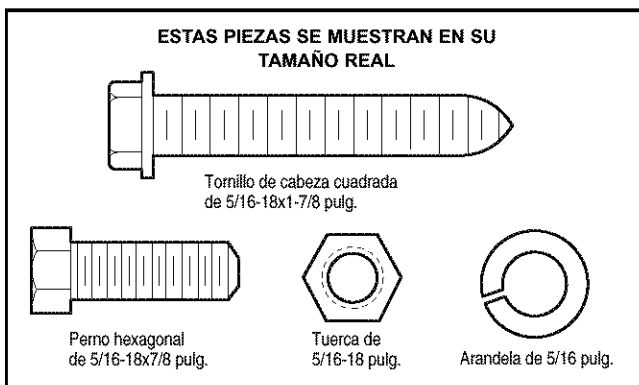 ESTAS PIEZAS SE MUESTRAN EN SU
TAMAÑO REAL
Tornillo de cabeza cuadrada
de 5/16-18x1-7/8 pulg.
Perno hexagonal
de 5/16-18x7/8 pulg.
Tuerca de
5/16-18 pulg.
Arandela de 5/16 pulg.